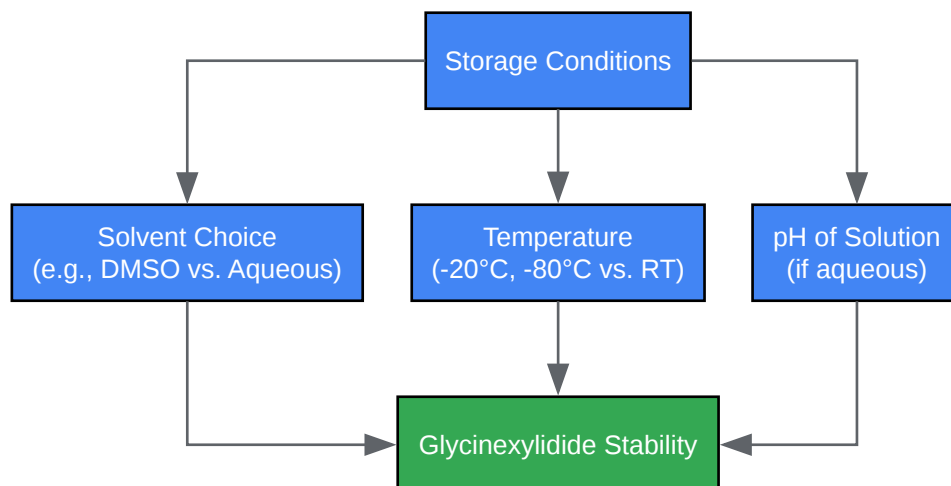 Storage Conditions
Solvent Choice
(e.g., DMSO vs. Aqueous)
Temperature
(-20°C, -80°C vs. RT)
pH of Solution
(if aqueous)
Glycinexylidide Stability